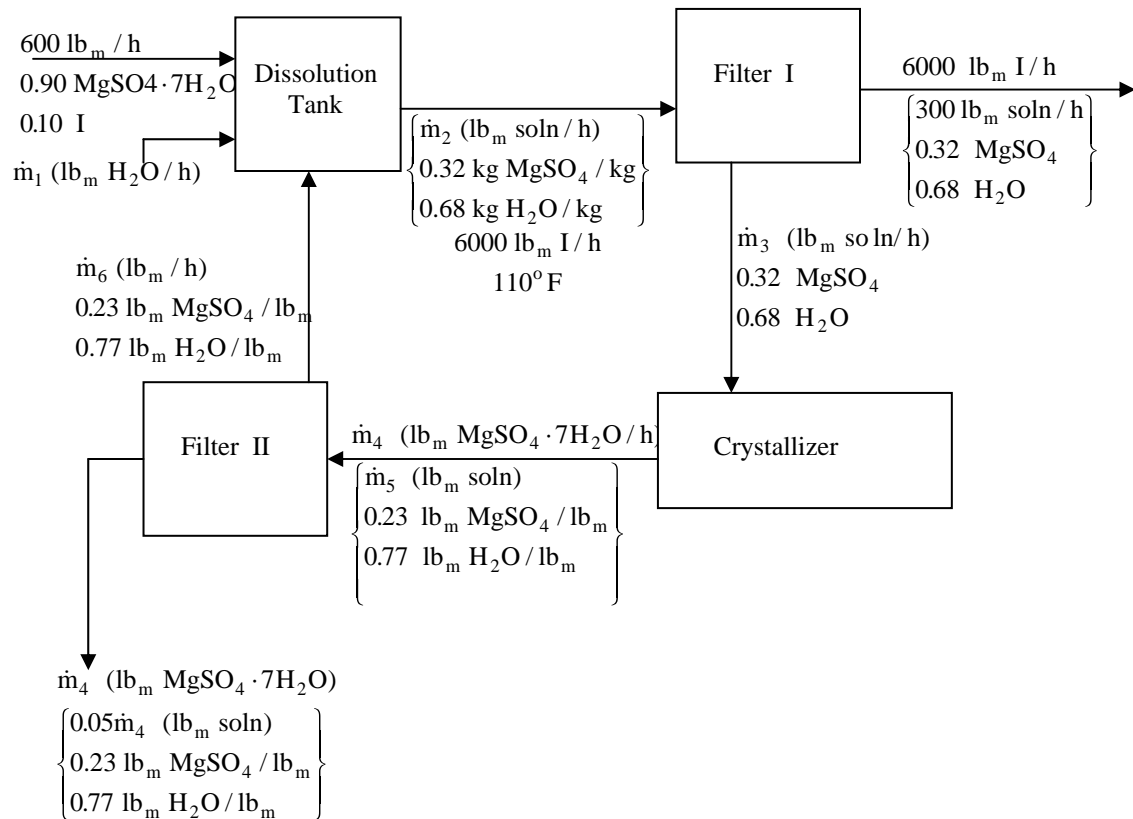 600 lbₘ / h
0.90 MgSO4 · 7H₂O
0.10 I
ṁ₁ (lbₘ H₂O / h)
Dissolution
Tank
ṁ₂ (lbₘ soln / h)
0.32 kg MgSO₄ / kg
0.68 kg H₂O / kg
6000 lbₘ I / h
110° F
Filter I
6000 lbₘ I / h
300 lbₘ soln / h
0.32 MgSO₄
0.68 H₂O
ṁ₃ (lbₘ soln/ h)
0.32 MgSO₄
0.68 H₂O
ṁ₆ (lbₘ / h)
0.23 lbₘ MgSO₄ / lbₘ
0.77 lbₘ H₂O / lbₘ
Filter II
ṁ₄ (lbₘ MgSO₄ · 7H₂O / h)
ṁ₅ (lbₘ soln)
0.23 lbₘ MgSO₄ / lbₘ
0.77 lbₘ H₂O / lbₘ
Crystallizer
ṁ₄ (lbₘ MgSO₄ · 7H₂O)
0.05ṁ₄ (lbₘ soln)
0.23 lbₘ MgSO₄ / lbₘ
0.77 lbₘ H₂O / lbₘ